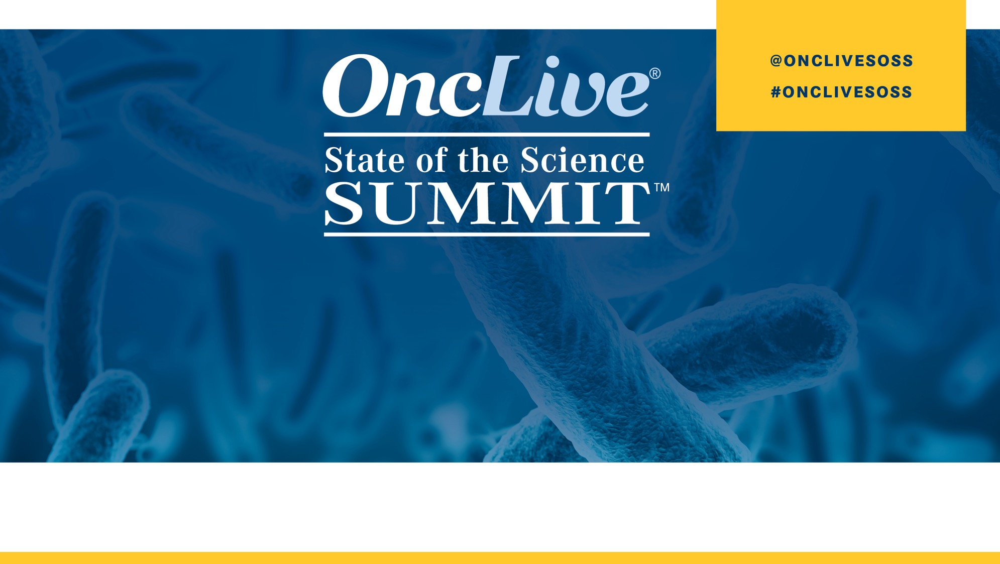 OncLive®
State of the Science
SUMMIT™
@ONCLIVESOSS
#ONCLIVESOSS